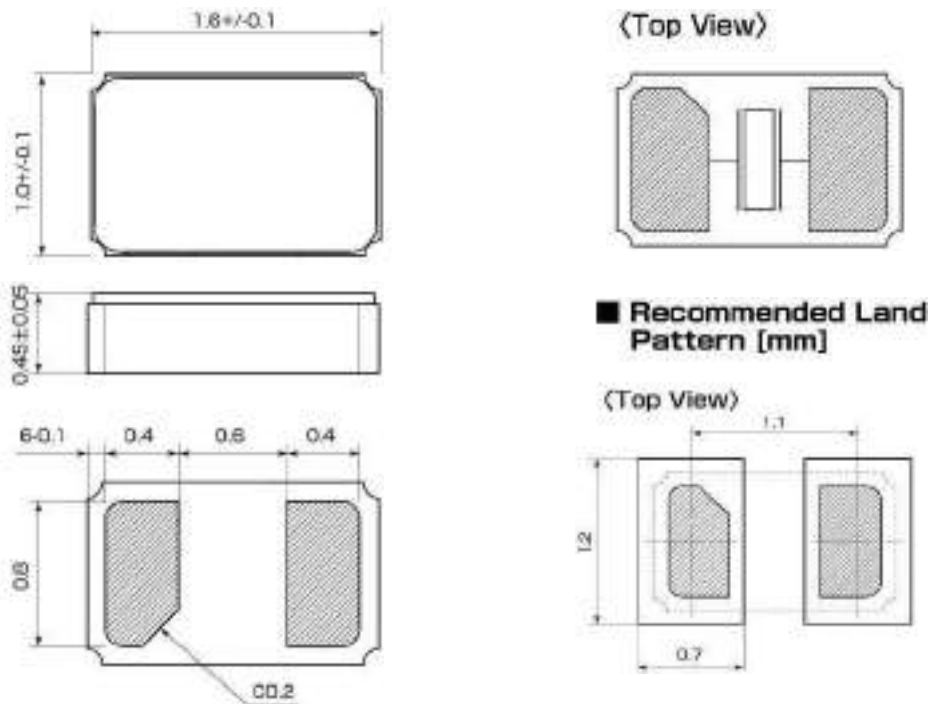 1.6+/-0.1
1.0+/-0.1
0.45±0.05
6-0.1 0.4 0.6 0.4
0.8
C0.2
〈Top View〉
■ Recommended Land
Pattern [mm]
〈Top View〉
1.1
1.2
0.7